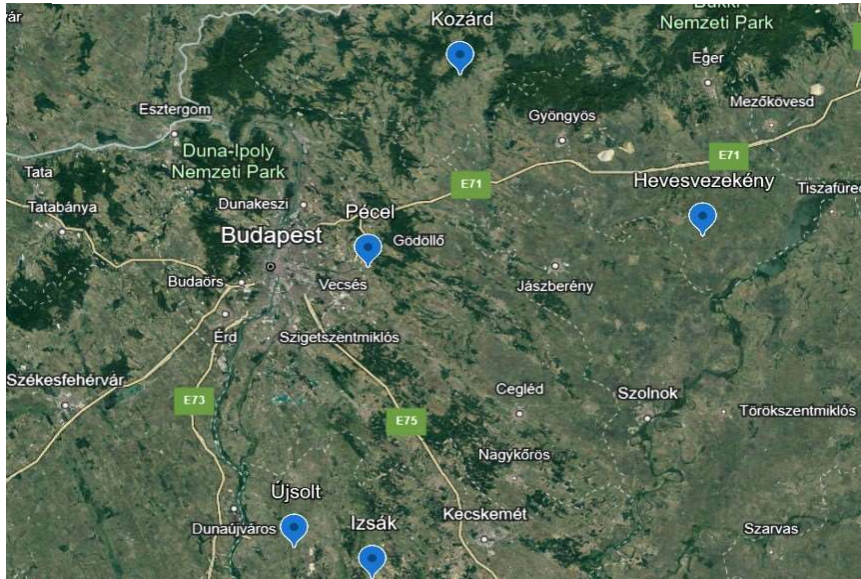 Kozárd
Bükki
Nemzeti Park
vár
Eger
Mezőkövesd
Esztergom
Gyöngyös
Duna-Ipoly
Nemzeti Park
E71
Tata
E71
Hevesvezekény
Tiszafüred
Dunakeszi
Tatabánya
Pécel
Budapest
Gödöllő
Budaörs
Vecsés
Jászberény
Érd
Szigetszentmiklós
Székesfehérvár
Cegléd
Szolnok
E73
Törökszentmiklós
E75
Nagykőrös
Újsolt
Izsák
Kecskemét
Dunaújváros
Szarvas